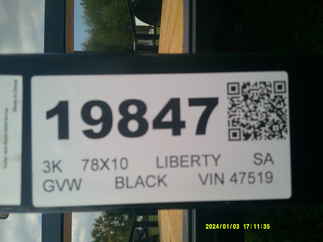 19847
3K 78X10 LIBERTY SA
GVW BLACK VIN 47519
2024/01/03 17:11:35